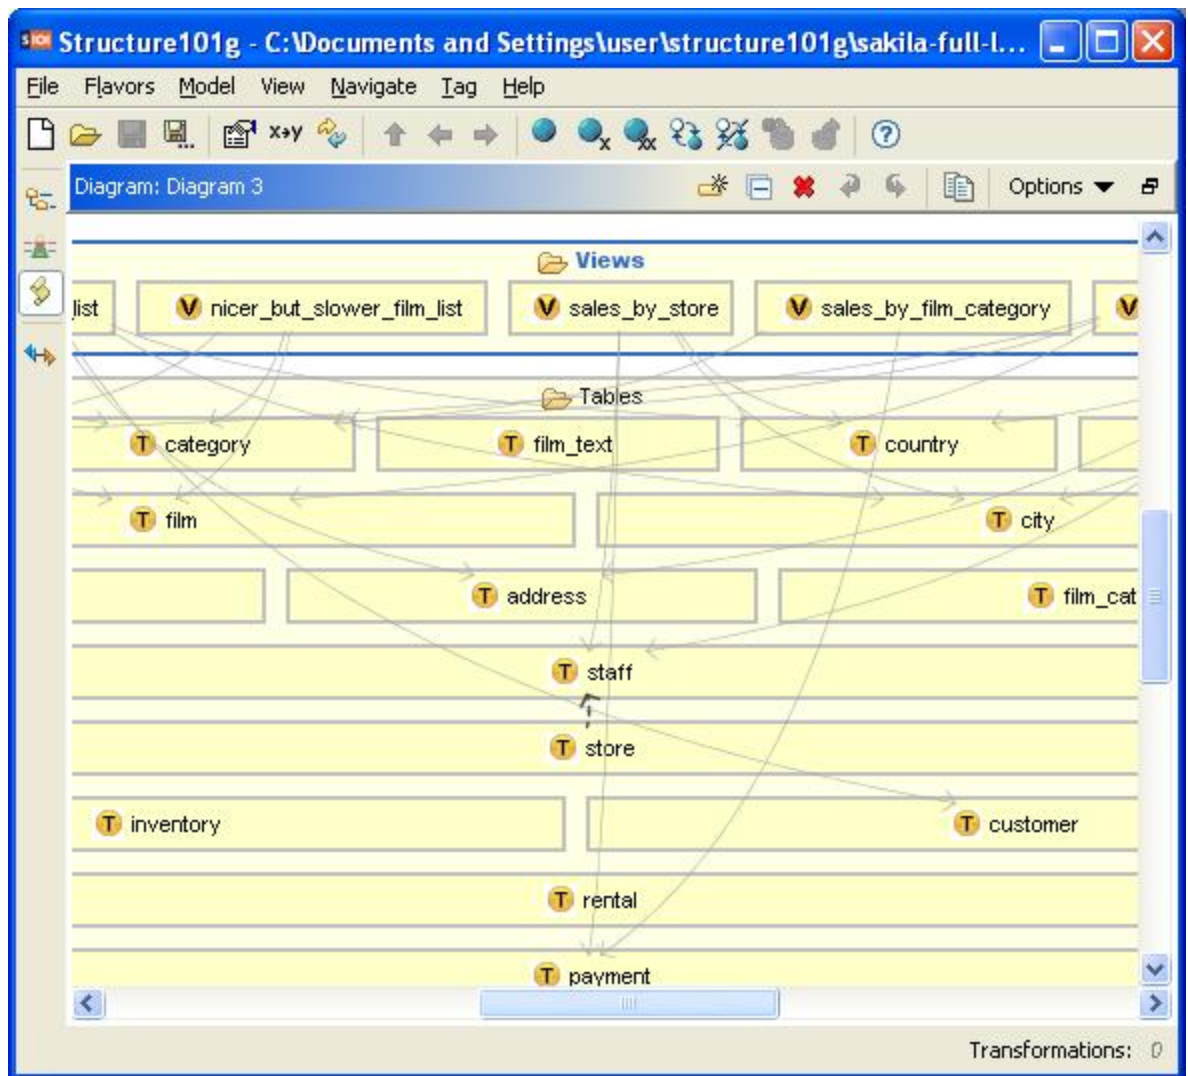 Structure101g - C:\Documents and Settings\user\structure101g\sakila-full-l...
File Flavors Model View Navigate Tag Help
Diagram: Diagram 3 Options
Views
list V nicer_but_slower_film_list V sales_by_store V sales_by_film_category V
Tables
T category T film_text T country
T film T city
T address T film_cat
T staff
T store
T inventory T customer
T rental
T payment
Transformations: 0